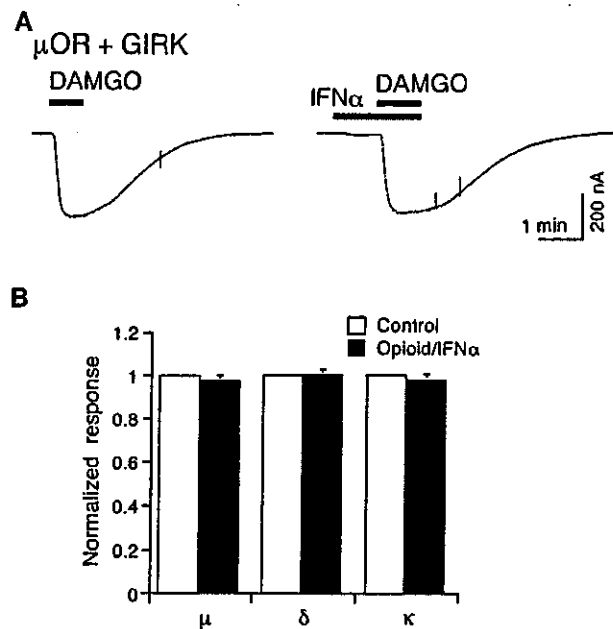 A
μOR + GIRK
DAMGO
DAMGO
IFNα
1 min
200 nA
B
Control
Opioid/IFNα
Normalized response
1.2
1
0.8
0.6
0.4
0.2
0
μ
δ
κ